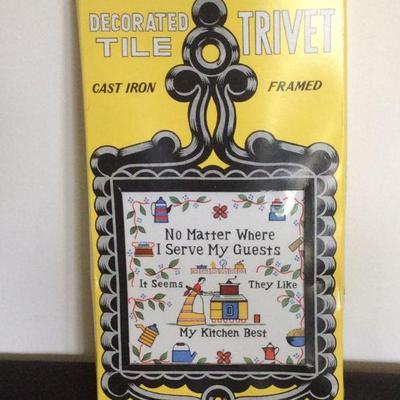 DECORATED
TILE
TRIVET
CAST IRON
FRAMED
No Matter Where
I Serve My Guests
It Seems
They Like
My Kitchen Best